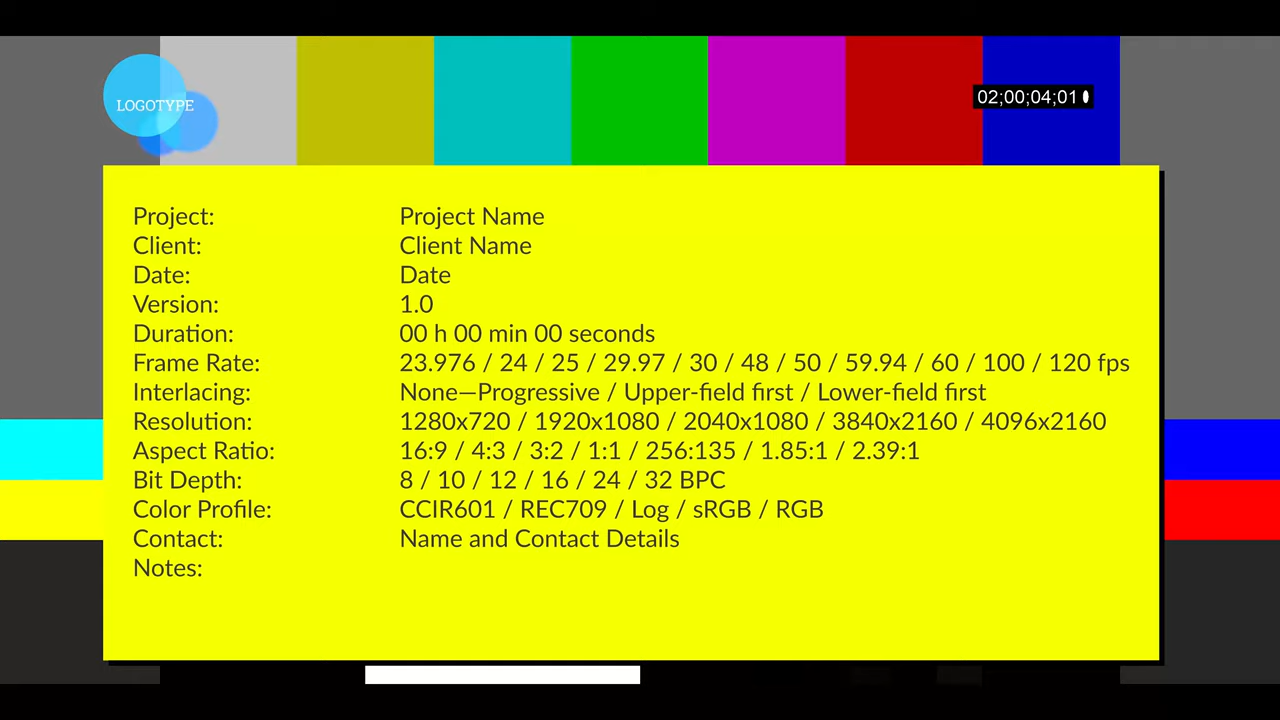 LOGOTYPE
02;00;04;01
Project: Project Name
Client: Client Name
Date: Date
Version: 1.0
Duration: 00 h 00 min 00 seconds
Frame Rate: 23.976 / 24 / 25 / 29.97 / 30 / 48 / 50 / 59.94 / 60 / 100 / 120 fps
Interlacing: None—Progressive / Upper-field first / Lower-field first
Resolution: 1280x720 / 1920x1080 / 2040x1080 / 3840x2160 / 4096x2160
Aspect Ratio: 16:9 / 4:3 / 3:2 / 1:1 / 256:135 / 1.85:1 / 2.39:1
Bit Depth: 8 / 10 / 12 / 16 / 24 / 32 BPC
Color Profile: CCIR601 / REC709 / Log / sRGB / RGB
Contact: Name and Contact Details
Notes: